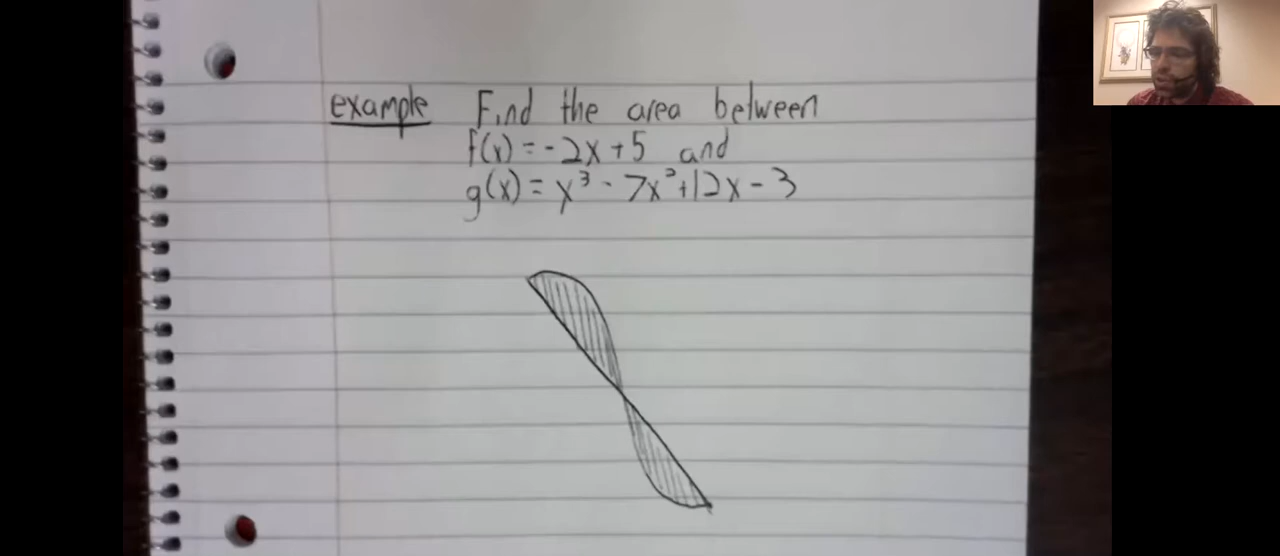 example Find the area between
f(x) = -2x + 5 and
g(x) = x³ - 7x² + 12x - 3